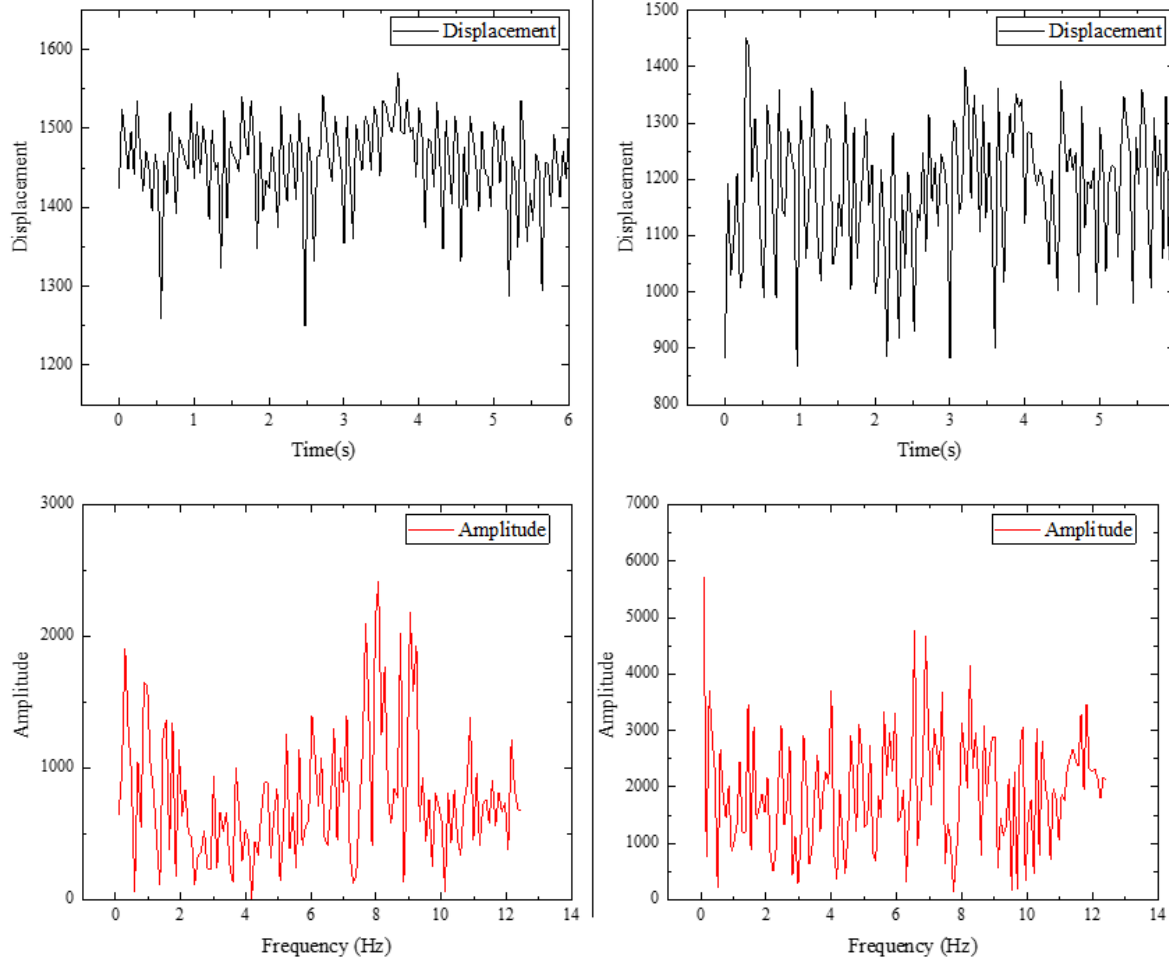 Displacement
1600
1500
1400
1300
1200
Displacement
0 1 2 3 4 5 6
Time(s)
Displacement
1500
1400
1300
1200
1100
1000
900
800
Displacement
0 1 2 3 4 5
Time(s)
Amplitude
3000
2000
1000
0
Amplitude
0 2 4 6 8 10 12 14
Frequency (Hz)
Amplitude
7000
6000
5000
4000
3000
2000
1000
0
Amplitude
0 2 4 6 8 10 12 14
Frequency (Hz)